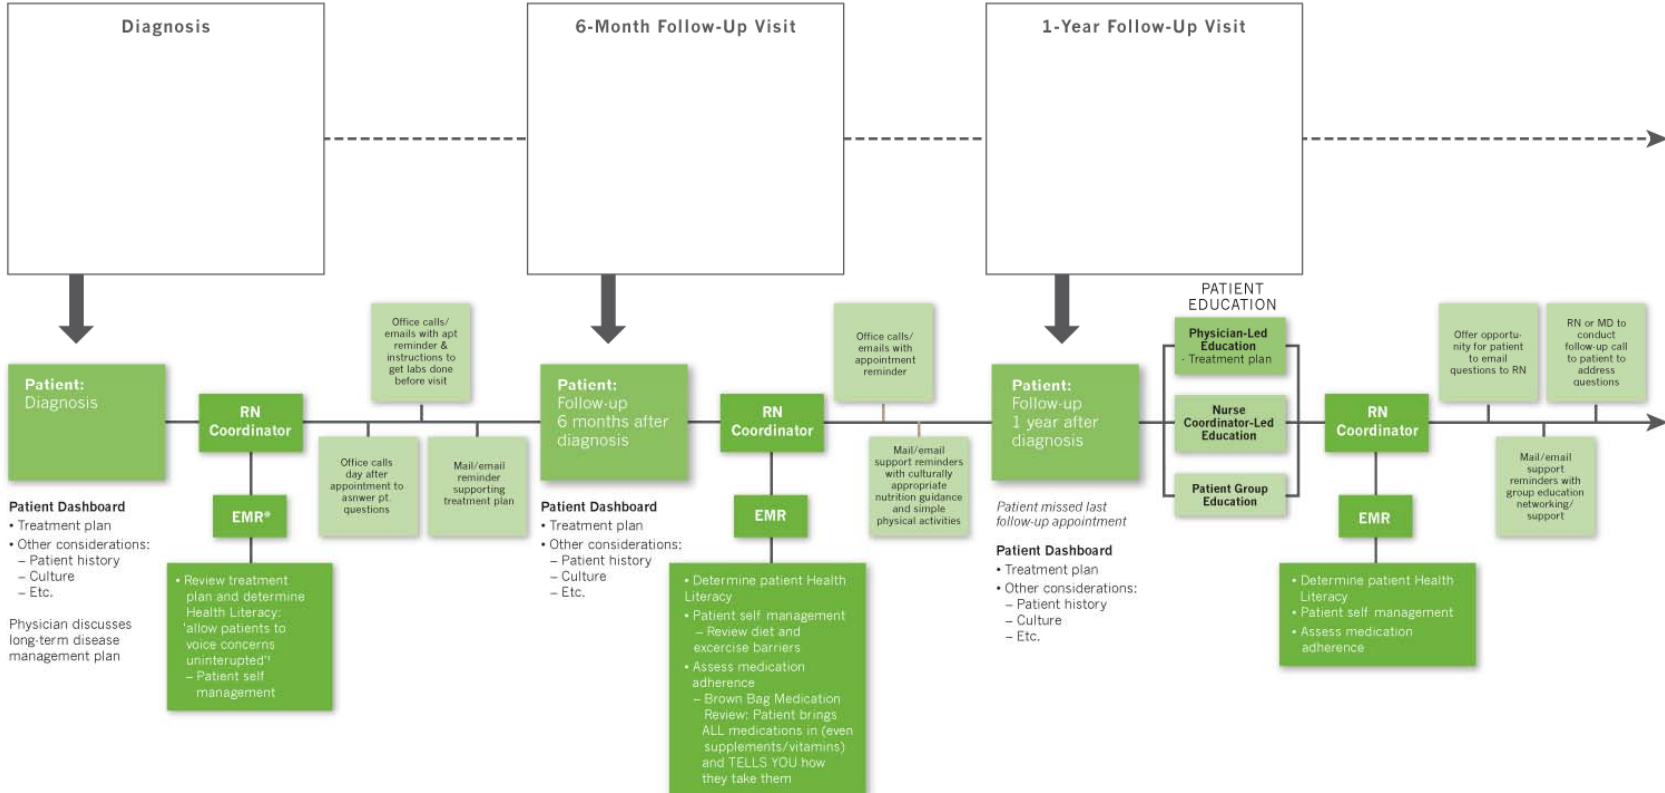 Diagnosis
6-Month Follow-Up Visit
1-Year Follow-Up Visit
Patient:
Diagnosis
Patient Dashboard
• Treatment plan
• Other considerations:
– Patient history
– Culture
– Etc.
Physician discusses
long-term disease
management plan
RN
Coordinator
EMR®
• Review treatment
plan and determine
Health Literacy:
'allow patients to
voice concerns
uninterupted'¹
– Patient self
management
Office calls/
emails with apt
reminder &
instructions to
get labs done
before visit
Office calls
day after
appointment to
asnwer pt.
questions
Mail/email
reminder
supporting
treatment plan
Patient:
Follow-up
6 months after
diagnosis
Patient Dashboard
• Treatment plan
• Other considerations:
– Patient history
– Culture
– Etc.
RN
Coordinator
EMR
• Determine patient Health
Literacy
• Patient self management
– Review diet and
excercise barriers
• Assess medication
adherence
– Brown Bag Medication
Review: Patient brings
ALL medications in (even
supplements/vitamins)
and TELLS YOU how
they take them
Office calls/
emails with
appointment
reminder
Mail/email
support reminders
with culturally
appropriate
nutrition guidance
and simple
physical activities
Patient:
Follow-up
1 year after
diagnosis
Patient missed last
follow-up appointment
Patient Dashboard
• Treatment plan
• Other considerations:
– Patient history
– Culture
– Etc.
PATIENT
EDUCATION
Physician-Led
Education
- Treatment plan
Nurse
Coordinator-Led
Education
Patient Group
Education
RN
Coordinator
EMR
• Determine patient Health
Literacy
• Patient self management
• Assess medication
adherence
Offer opportu-
nity for patient
to email
questions to RN
RN or MD to
conduct
follow-up call
to patient to
address
questions
Mail/email
support
reminders with
group education
networking/
support